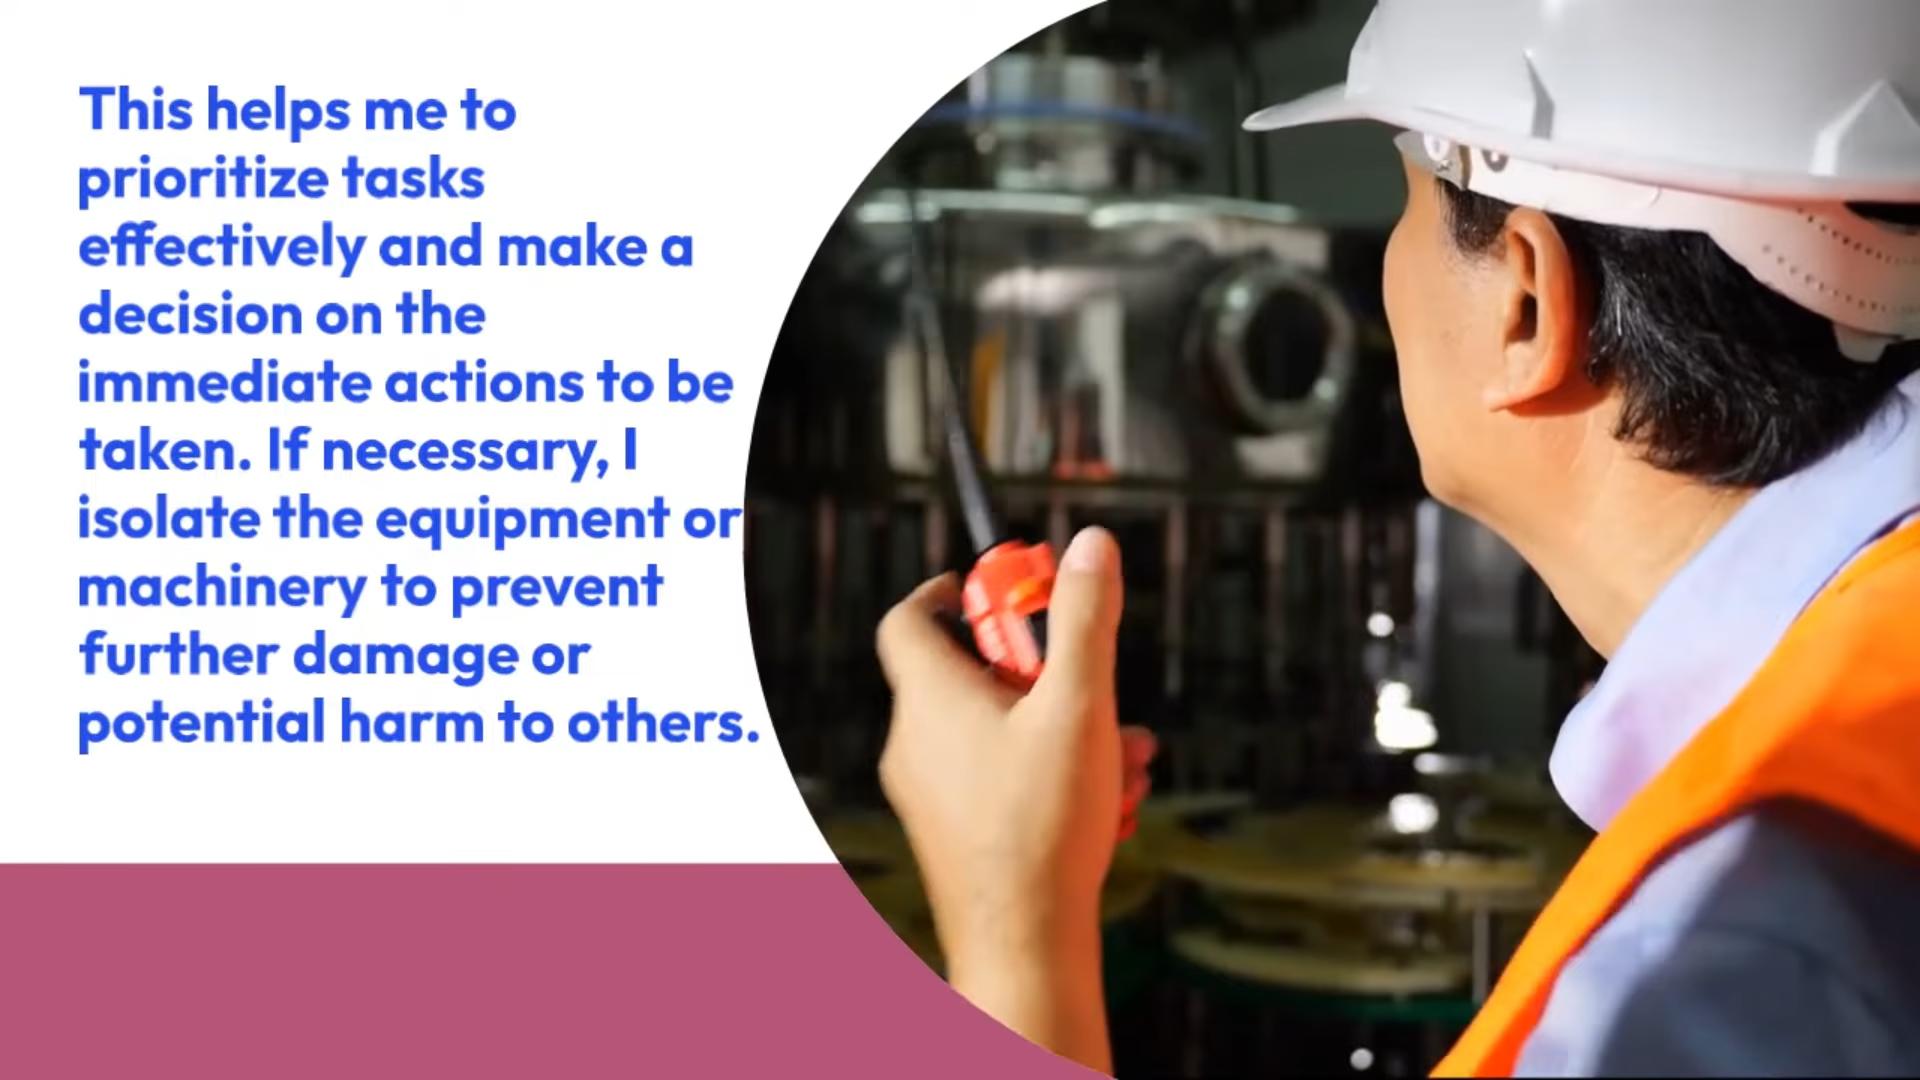 This helps me to
prioritize tasks
effectively and make a
decision on the
immediate actions to be
taken. If necessary, I
isolate the equipment or
machinery to prevent
further damage or
potential harm to others.